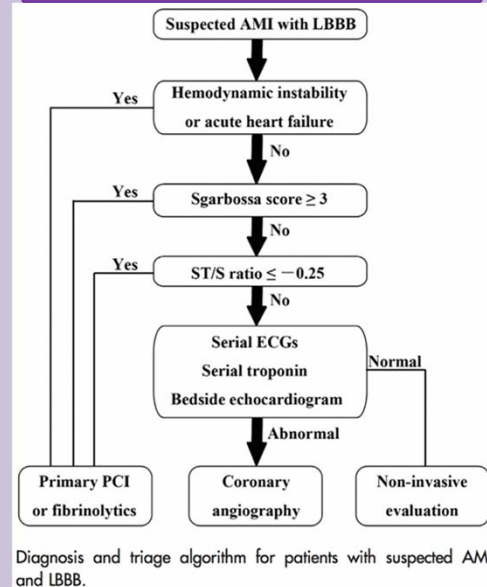 Suspected AMI with LBBB
Yes
Hemodynamic instability
or acute heart failure
No
Yes
Sgarbossa score ≥ 3
No
Yes
ST/S ratio ≤ −0.25
No
Serial ECGs
Serial troponin
Bedside echocardiogram
Normal
Abnormal
Primary PCI
or fibrinolytics
Coronary
angiography
Non-invasive
evaluation
Diagnosis and triage algorithm for patients with suspected AM
and LBBB.